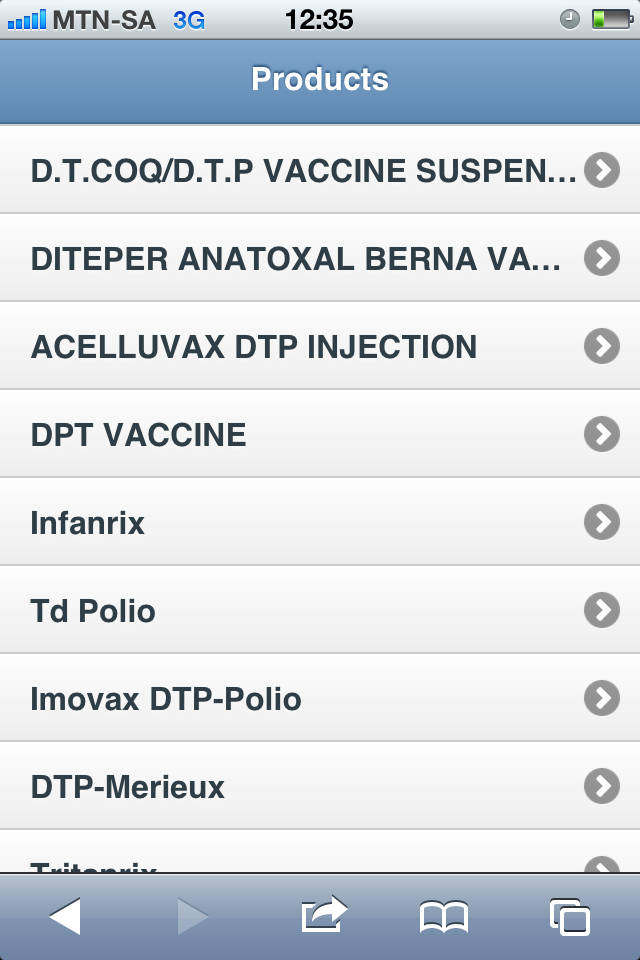 MTN-SA 3G 12:35
Products
D.T.COQ/D.T.P VACCINE SUSPEN...
DITEPER ANATOXAL BERNA VA...
ACELLUVAX DTP INJECTION
DPT VACCINE
Infanrix
Td Polio
Imovax DTP-Polio
DTP-Merieux